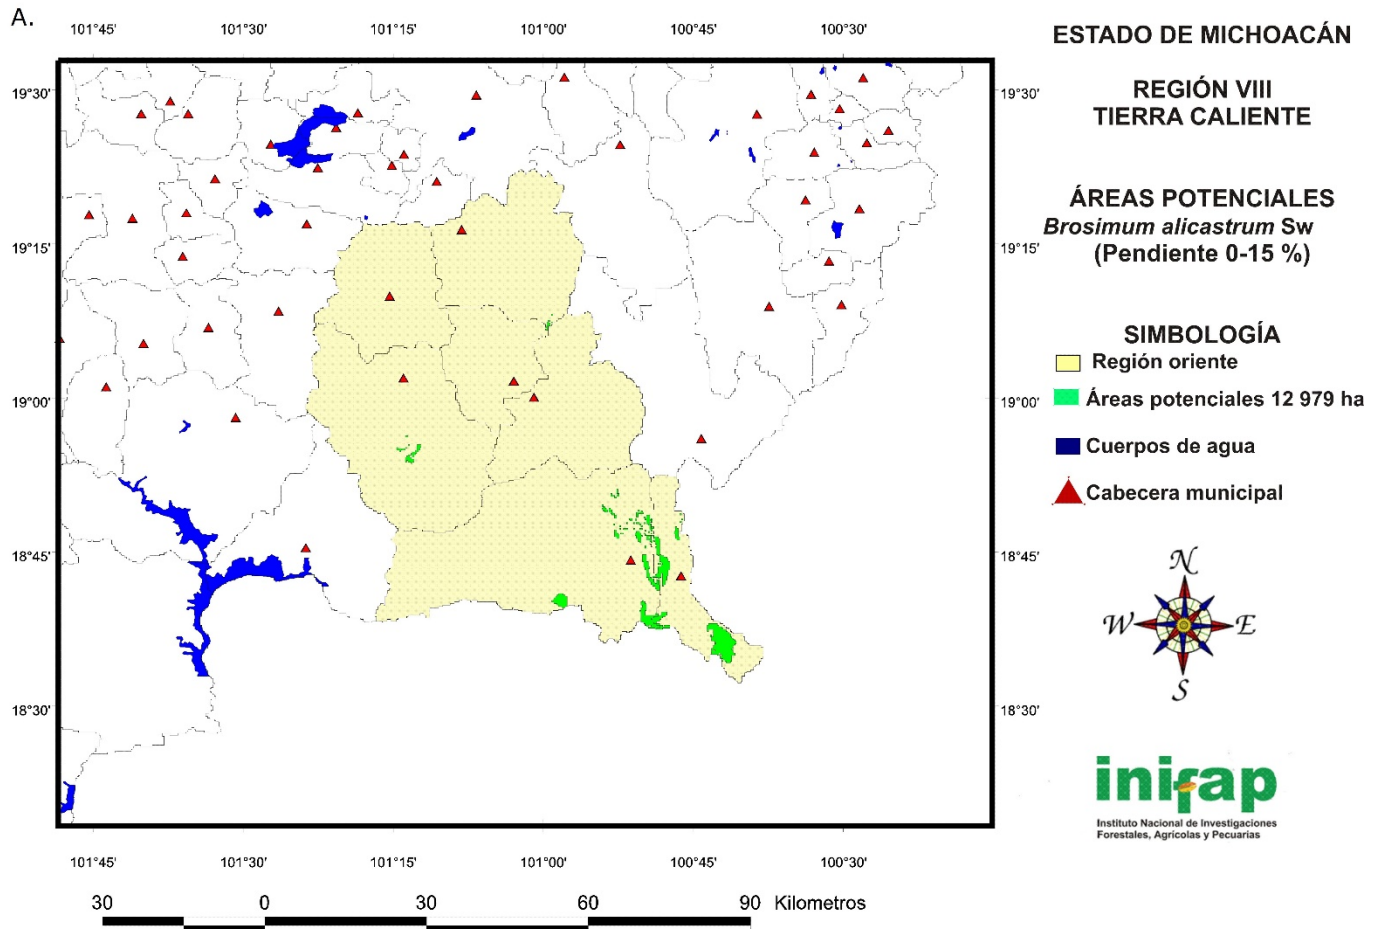 A.
101°45' 101°30' 101°15' 101°00' 100°45' 100°30'
ESTADO DE MICHOACÁN
REGIÓN VIII
TIERRA CALIENTE
ÁREAS POTENCIALES
Brosimum alicastrum Sw
(Pendiente 0-15 %)
SIMBOLOGÍA
Región oriente
Áreas potenciales 12 979 ha
Cuerpos de agua
Cabecera municipal
19°30' 19°30'
19°15' 19°15'
19°00' 19°00'
18°45' 18°45'
18°30' 18°30'
N
W E
S
inifap
Instituto Nacional de Investigaciones
Forestales, Agrícolas y Pecuarias
101°45' 101°30' 101°15' 101°00' 100°45' 100°30'
30 0 30 60 90 Kilometros